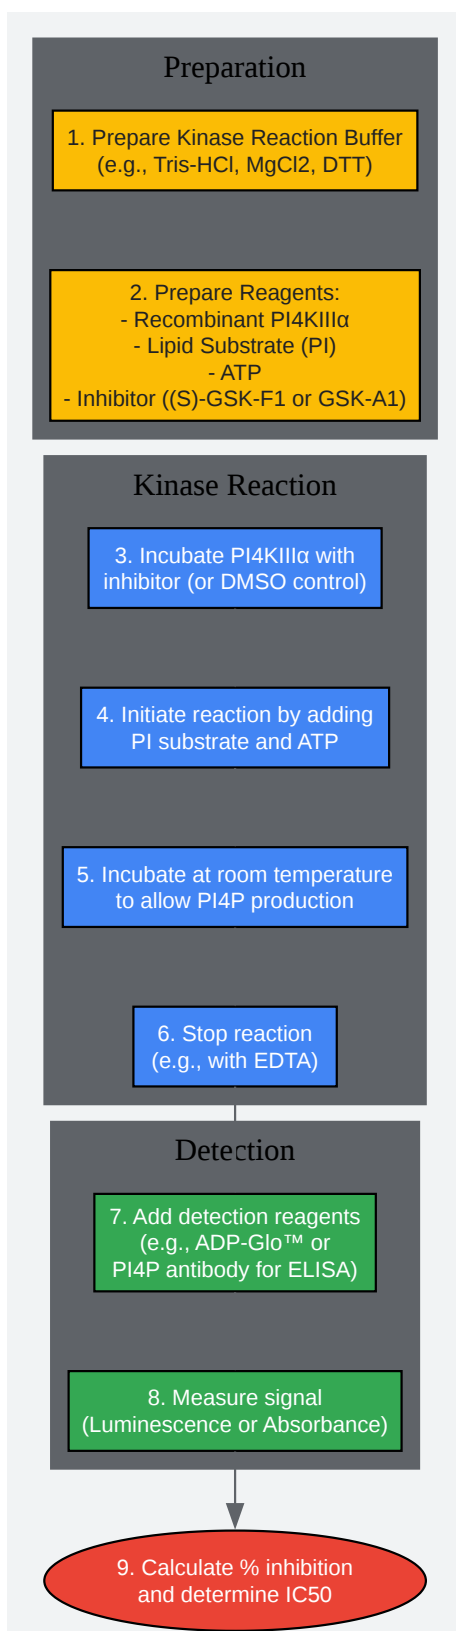 Preparation
1. Prepare Kinase Reaction Buffer
(e.g., Tris-HCl, MgCl2, DTT)
2. Prepare Reagents:
- Recombinant PI4KIIIα
- Lipid Substrate (PI)
- ATP
- Inhibitor ((S)-GSK-F1 or GSK-A1)
Kinase Reaction
3. Incubate PI4KIIIα with
inhibitor (or DMSO control)
4. Initiate reaction by adding
PI substrate and ATP
5. Incubate at room temperature
to allow PI4P production
6. Stop reaction
(e.g., with EDTA)
Detection
7. Add detection reagents
(e.g., ADP-Glo™ or
PI4P antibody for ELISA)
8. Measure signal
(Luminescence or Absorbance)
9. Calculate % inhibition
and determine IC50